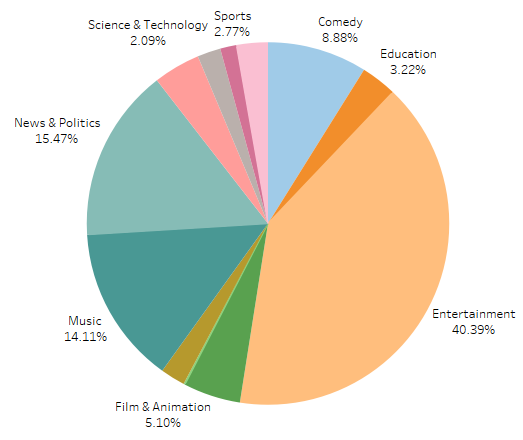 Sports
2.77%
Science & Technology
2.09%
Comedy
8.88%
Education
3.22%
News & Politics
15.47%
Entertainment
40.39%
Music
14.11%
Film & Animation
5.10%